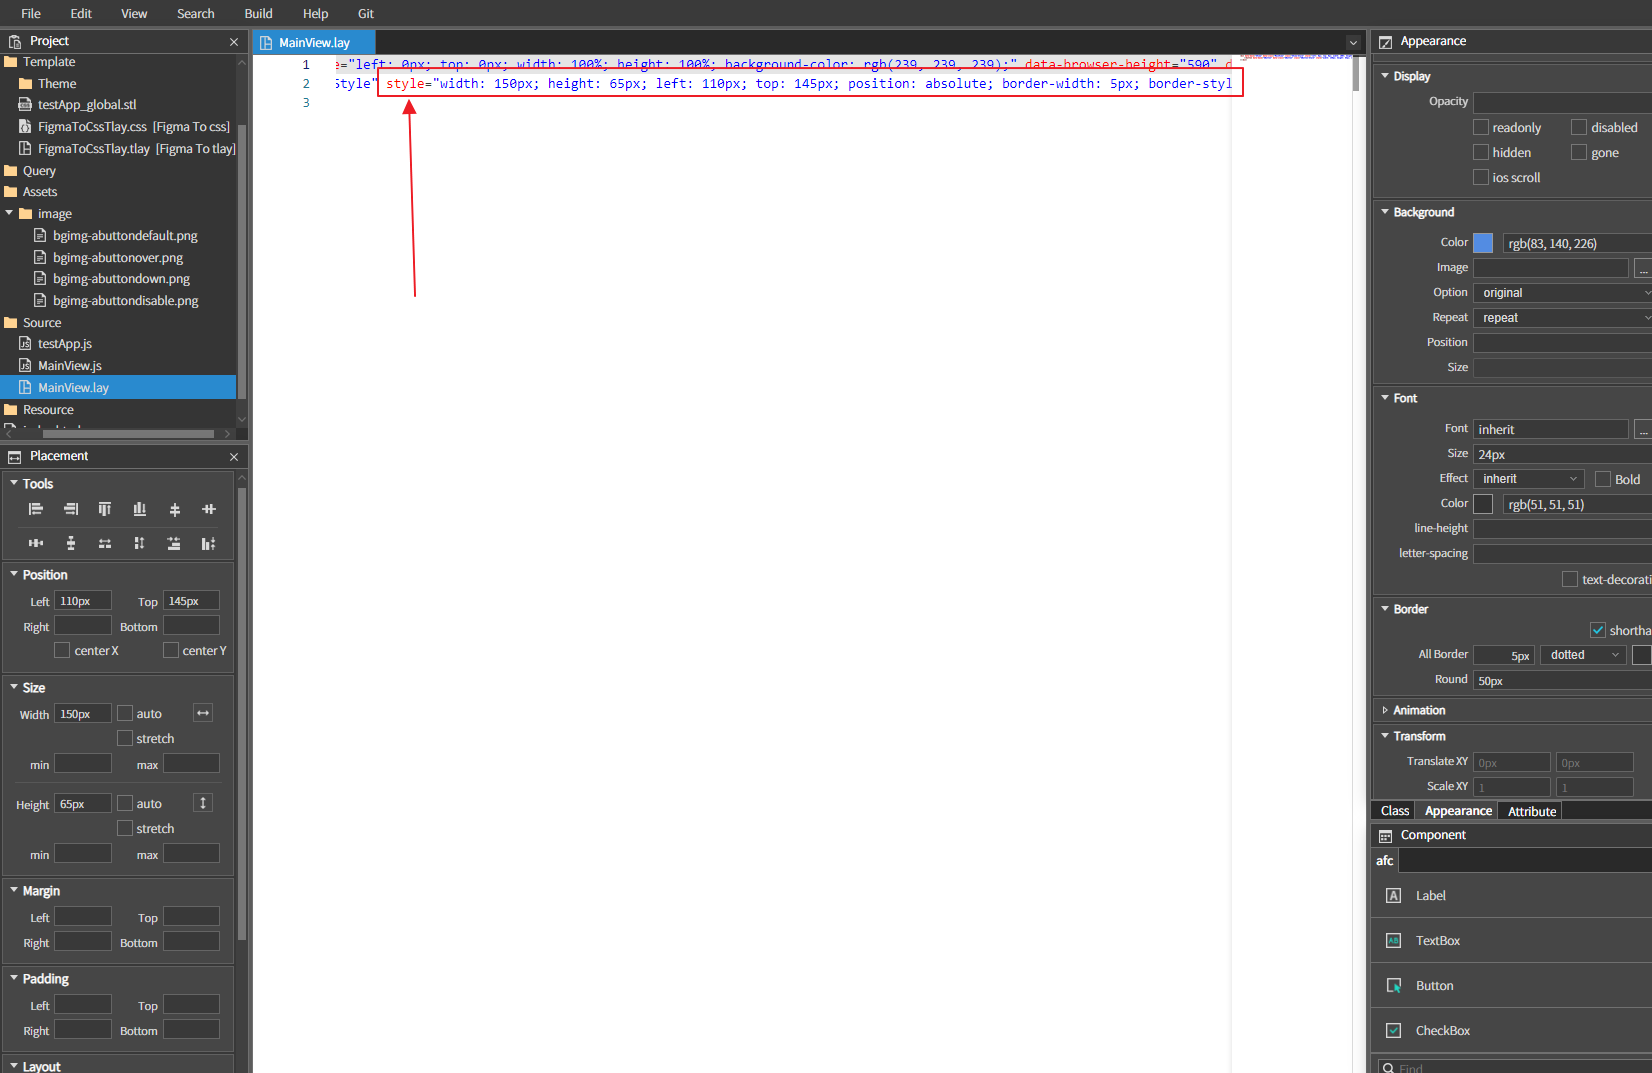 File Edit View Search Build Help Git
Project
Template
Theme
testApp_global.stl
FigmaToCssTlay.css [Figma To css]
FigmaToCssTlay.tlay [Figma To tlay]
Query
Assets
image
bgimg-abuttondefault.png
bgimg-abuttonover.png
bgimg-abuttondown.png
bgimg-abuttondisable.png
Source
testApp.js
MainView.js
MainView.lay
Resource
Placement
Tools
Position
Left 110px Top 145px
Right Bottom
center X center Y
Size
Width 150px auto
stretch
min max
Height 65px auto
stretch
min max
Margin
Left Top
Right Bottom
Padding
Left Top
Right Bottom
Layout
MainView.lay
1 e="left: 0px; top: 0px; width: 100%; height: 100%; background-color: rgb(239, 239, 239);" data-browser-height="590" d
2 Style" style="width: 150px; height: 65px; left: 110px; top: 145px; position: absolute; border-width: 5px; border-styl
3
Appearance
Display
Opacity
readonly disabled
hidden gone
ios scroll
Background
Color rgb(83, 140, 226)
Image ...
Option original
Repeat repeat
Position
Size
Font
Font inherit ...
Size 24px
Effect inherit Bold
Color rgb(51, 51, 51)
line-height
letter-spacing
text-decorati
Border
shortha
All Border 5px dotted
Round 50px
Animation
Transform
Translate XY 0px 0px
Scale XY 1 1
Class Appearance Attribute
Component
afc
Label
TextBox
Button
CheckBox
Find